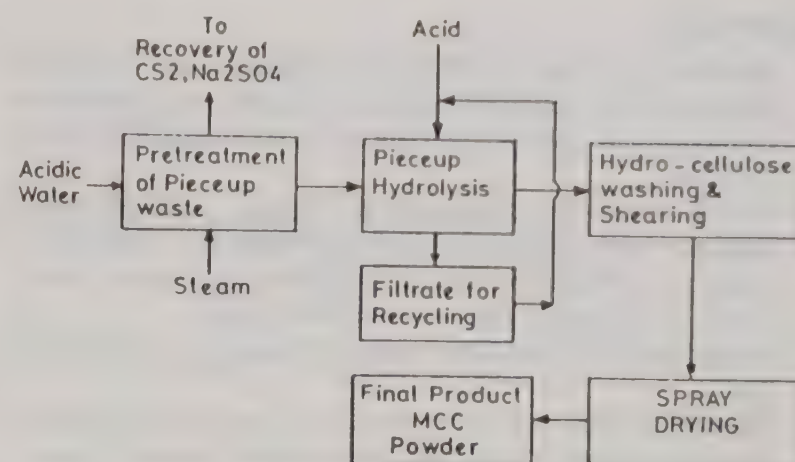 To
Recovery of
CS2,Na2SO4
Acid
Acidic
Water
Pretreatment
of Pieceup
waste
Pieceup
Hydrolysis
Hydro-cellulose
washing &
Shearing
Steam
Filtrate for
Recycling
Final Product
MCC
Powder
SPRAY
DRYING